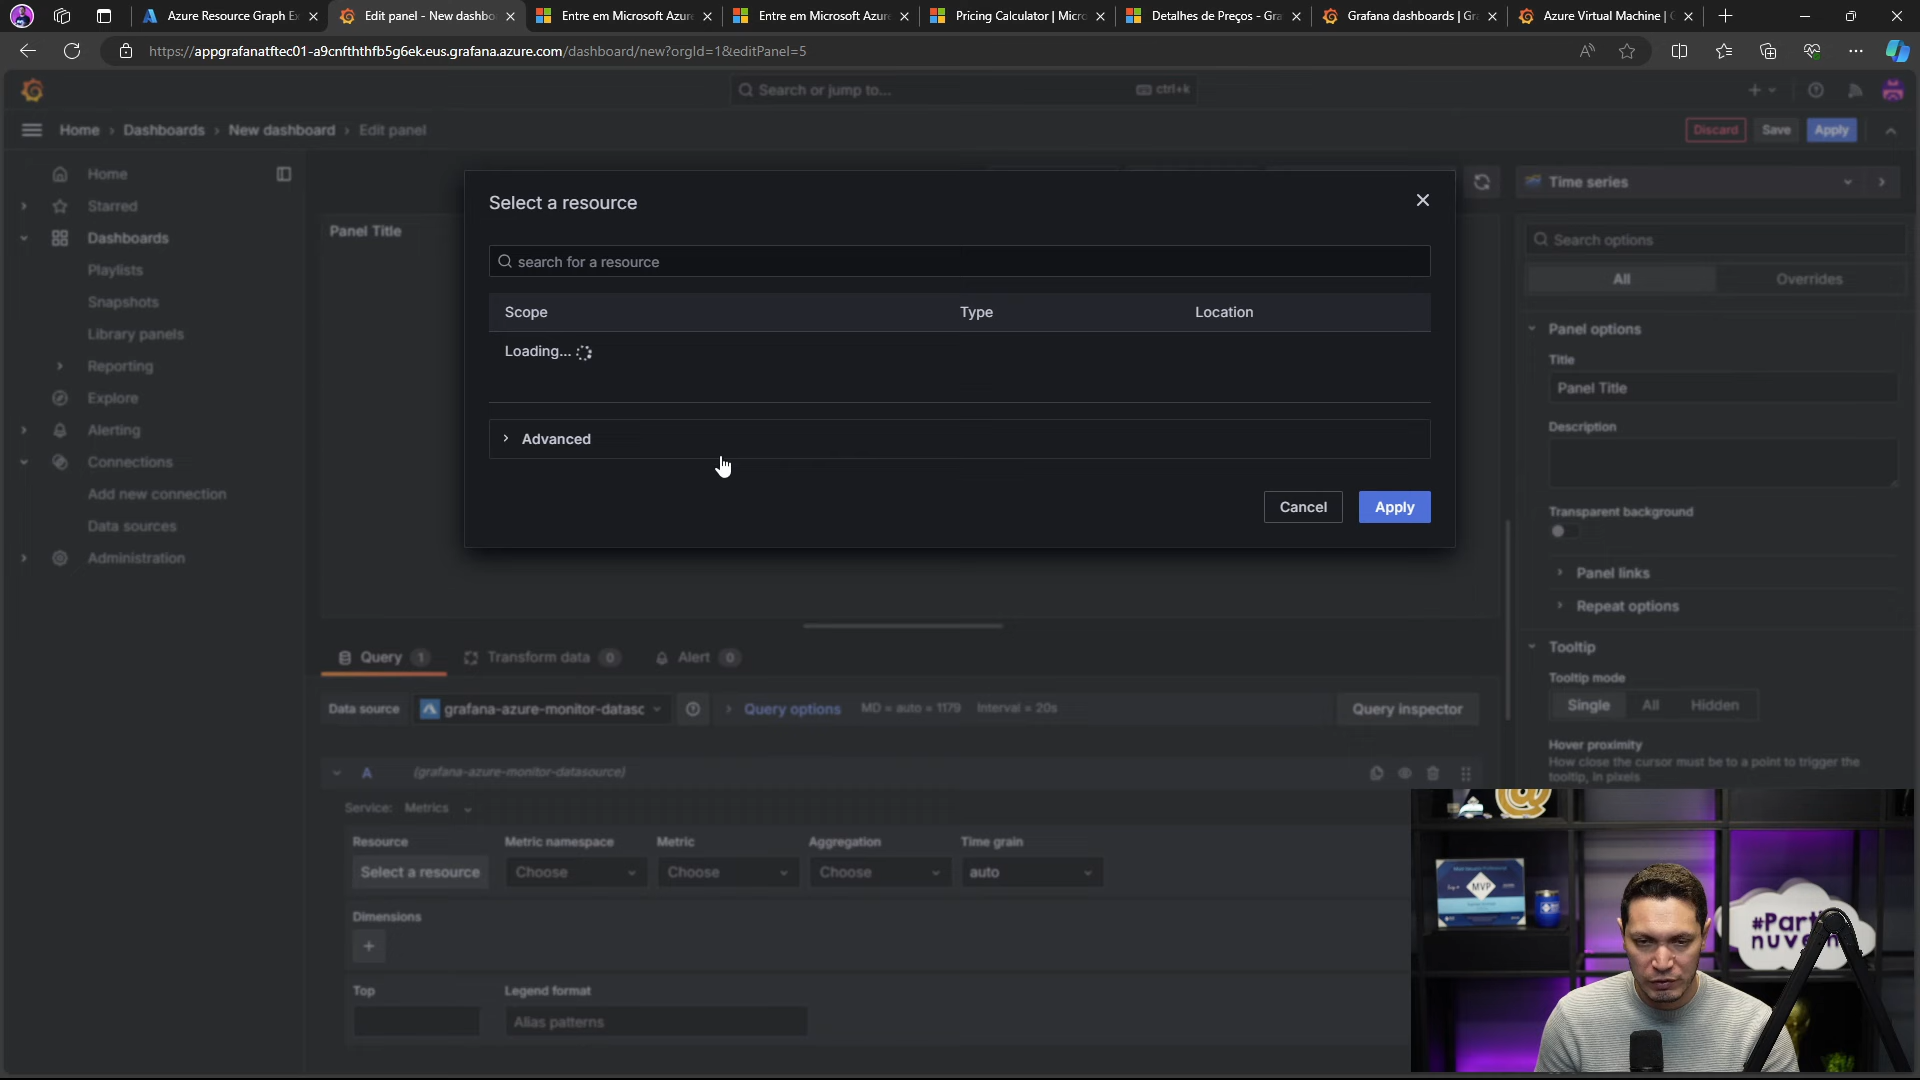 Azure Resource Graph Ex
Edit panel - New dashbo
Entre em Microsoft Azure
Entre em Microsoft Azure
Pricing Calculator | Micro
Detalhes de Preços - Gra
Grafana dashboards | Gr
Azure Virtual Machine | G
https://appgrafanatftec01-a9cnfththfb5g6ek.eus.grafana.azure.com/dashboard/new?orgId=1&editPanel=5
Search or jump to...
ctrl+k
Home
Dashboards
New dashboard
Edit panel
Discard
Save
Apply
Home
Starred
Dashboards
Playlists
Snapshots
Library panels
Reporting
Explore
Alerting
Connections
Add new connection
Data sources
Administration
Panel Title
Select a resource
search for a resource
Scope
Type
Location
Loading...
Advanced
Cancel
Apply
Query 1
Transform data 0
Alert 0
Data source
grafana-azure-monitor-datasc
Query options
MD = auto = 1179
Interval = 20s
Query inspector
A
(grafana-azure-monitor-datasource)
Service: Metrics
Resource
Metric namespace
Metric
Aggregation
Time grain
Select a resource
Choose
Choose
Choose
auto
Dimensions
Top
Legend format
Alias patterns
Time series
Search options
All
Overrides
Panel options
Title
Panel Title
Description
Transparent background
Panel links
Repeat options
Tooltip
Tooltip mode
Single
All
Hidden
Hover proximity
How close the cursor must be to a point to trigger the
tooltip, in pixels
MVP